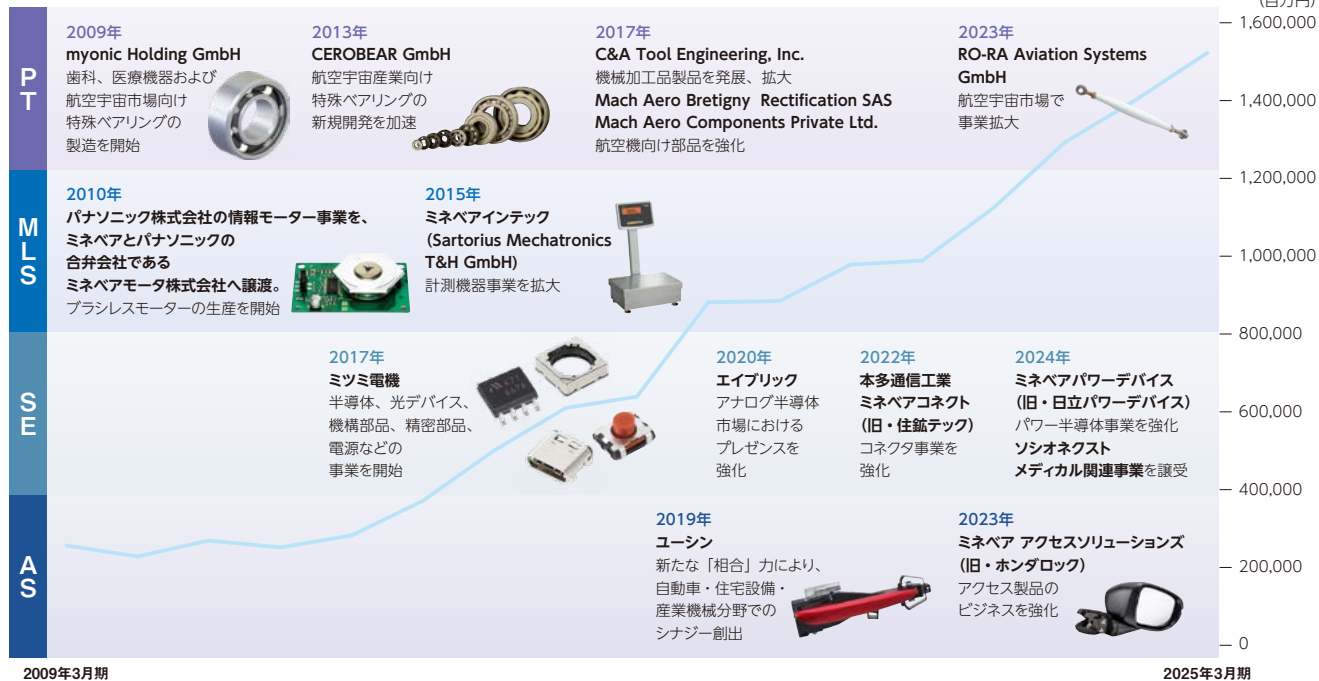 (百万円)
PT
2009年
myonic Holding GmbH
歯科、医療機器および
航空宇宙市場向け
特殊ベアリングの
製造を開始
2013年
CEROBEAR GmbH
航空宇宙産業向け
特殊ベアリングの
新規開発を加速
2017年
C&A Tool Engineering, Inc.
機械加工品製品を発展、拡大
Mach Aero Bretigny Rectification SAS
Mach Aero Components Private Ltd.
航空機向け部品を強化
2023年
RO-RA Aviation Systems
GmbH
航空宇宙市場で
事業拡大
MLS
2010年
パナソニック株式会社の情報モーター事業を、
ミネベアとパナソニックの
合弁会社である
ミネベアモータ株式会社へ譲渡。
ブラシレスモーターの生産を開始
2015年
ミネベアインテック
(Sartorius Mechatronics
T&H GmbH)
計測機器事業を拡大
SE
2017年
ミツミ電機
半導体、光デバイス、
機構部品、精密部品、
電源などの
事業を開始
2020年
エイブリック
アナログ半導体
市場における
プレゼンスを
強化
2022年
本多通信工業
ミネベアコネクト
(旧・住鉱テック)
コネクタ事業を
強化
2024年
ミネベアパワーデバイス
(旧・日立パワーデバイス)
パワー半導体事業を強化
ソシオネクスト
メディカル関連事業を譲受
AS
2019年
ユーシン
新たな「相合」力により、
自動車・住宅設備・
産業機械分野での
シナジー創出
2023年
ミネベア アクセスソリューションズ
(旧・ホンダロック)
アクセス製品の
ビジネスを強化
1,600,000
1,400,000
1,200,000
1,000,000
800,000
600,000
400,000
200,000
0
2009年3月期
2025年3月期